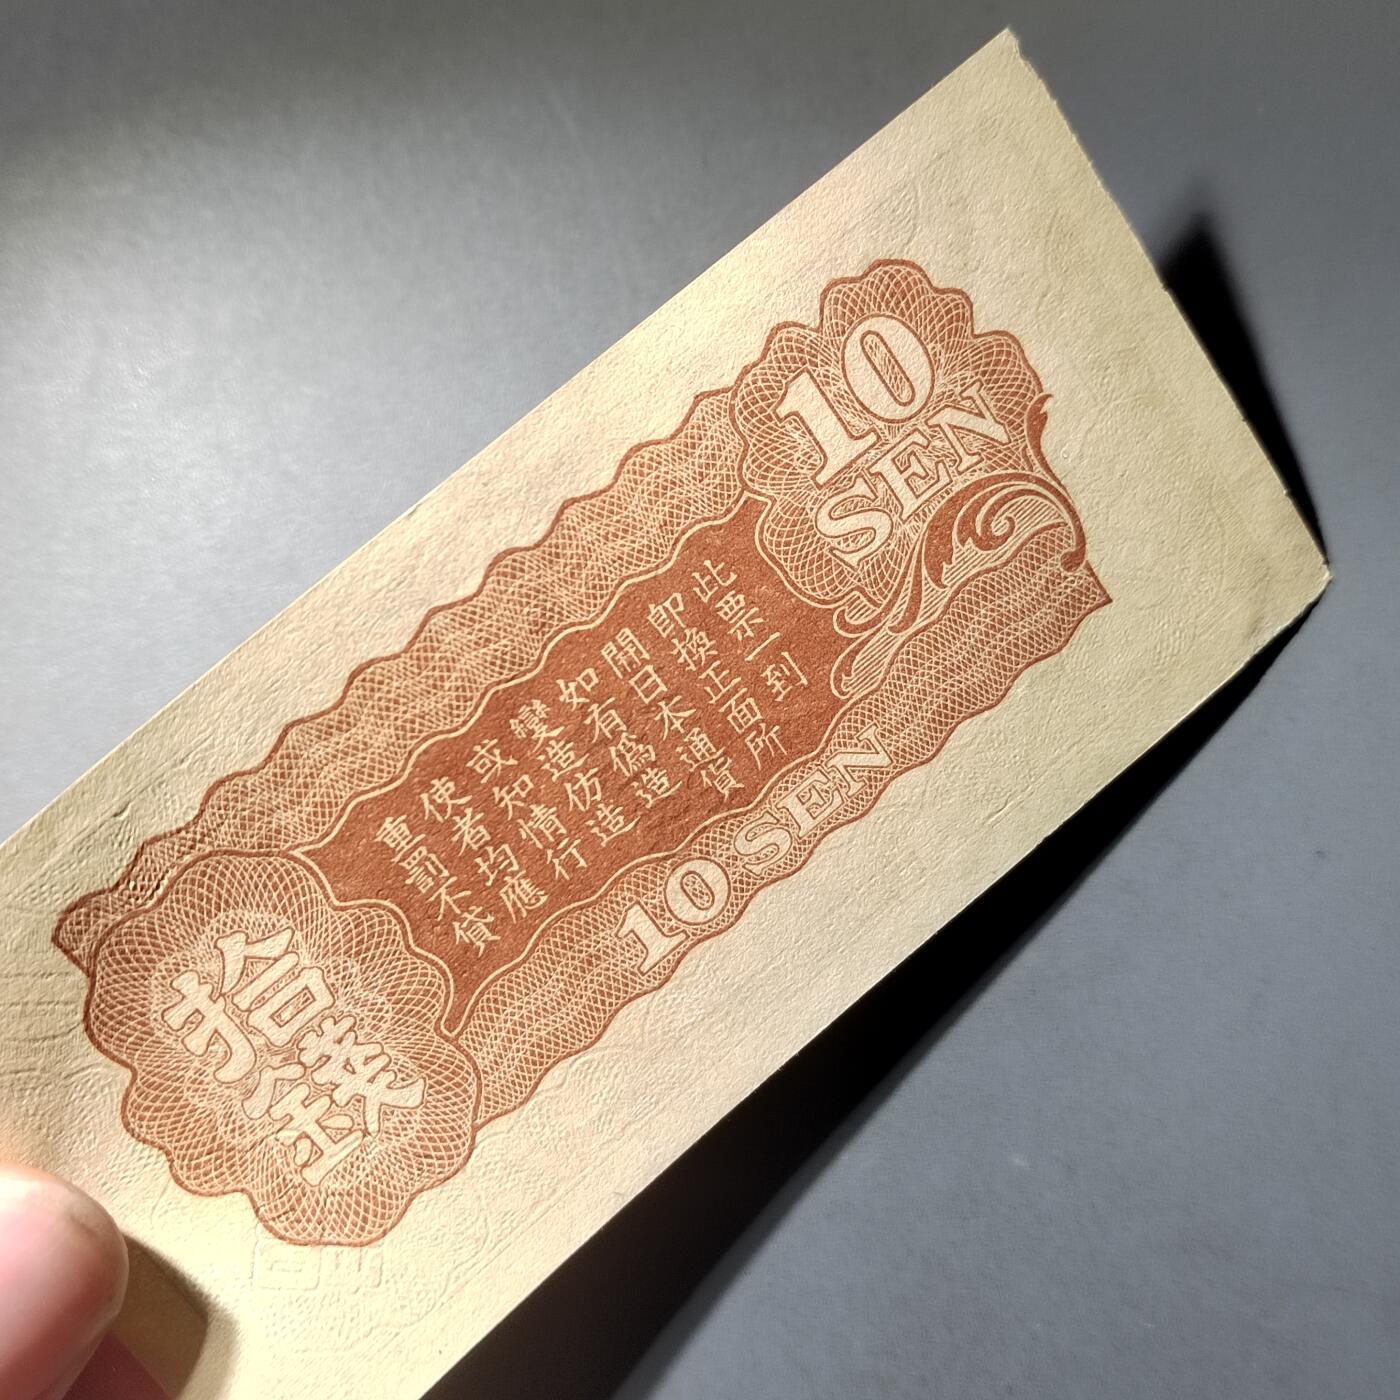 10
SEN
此票一到
即換正面所
開日本通貨
如有偽造
變造仿造
或知情行
使者均應
重罰不貸
拾
錢
10 SEN